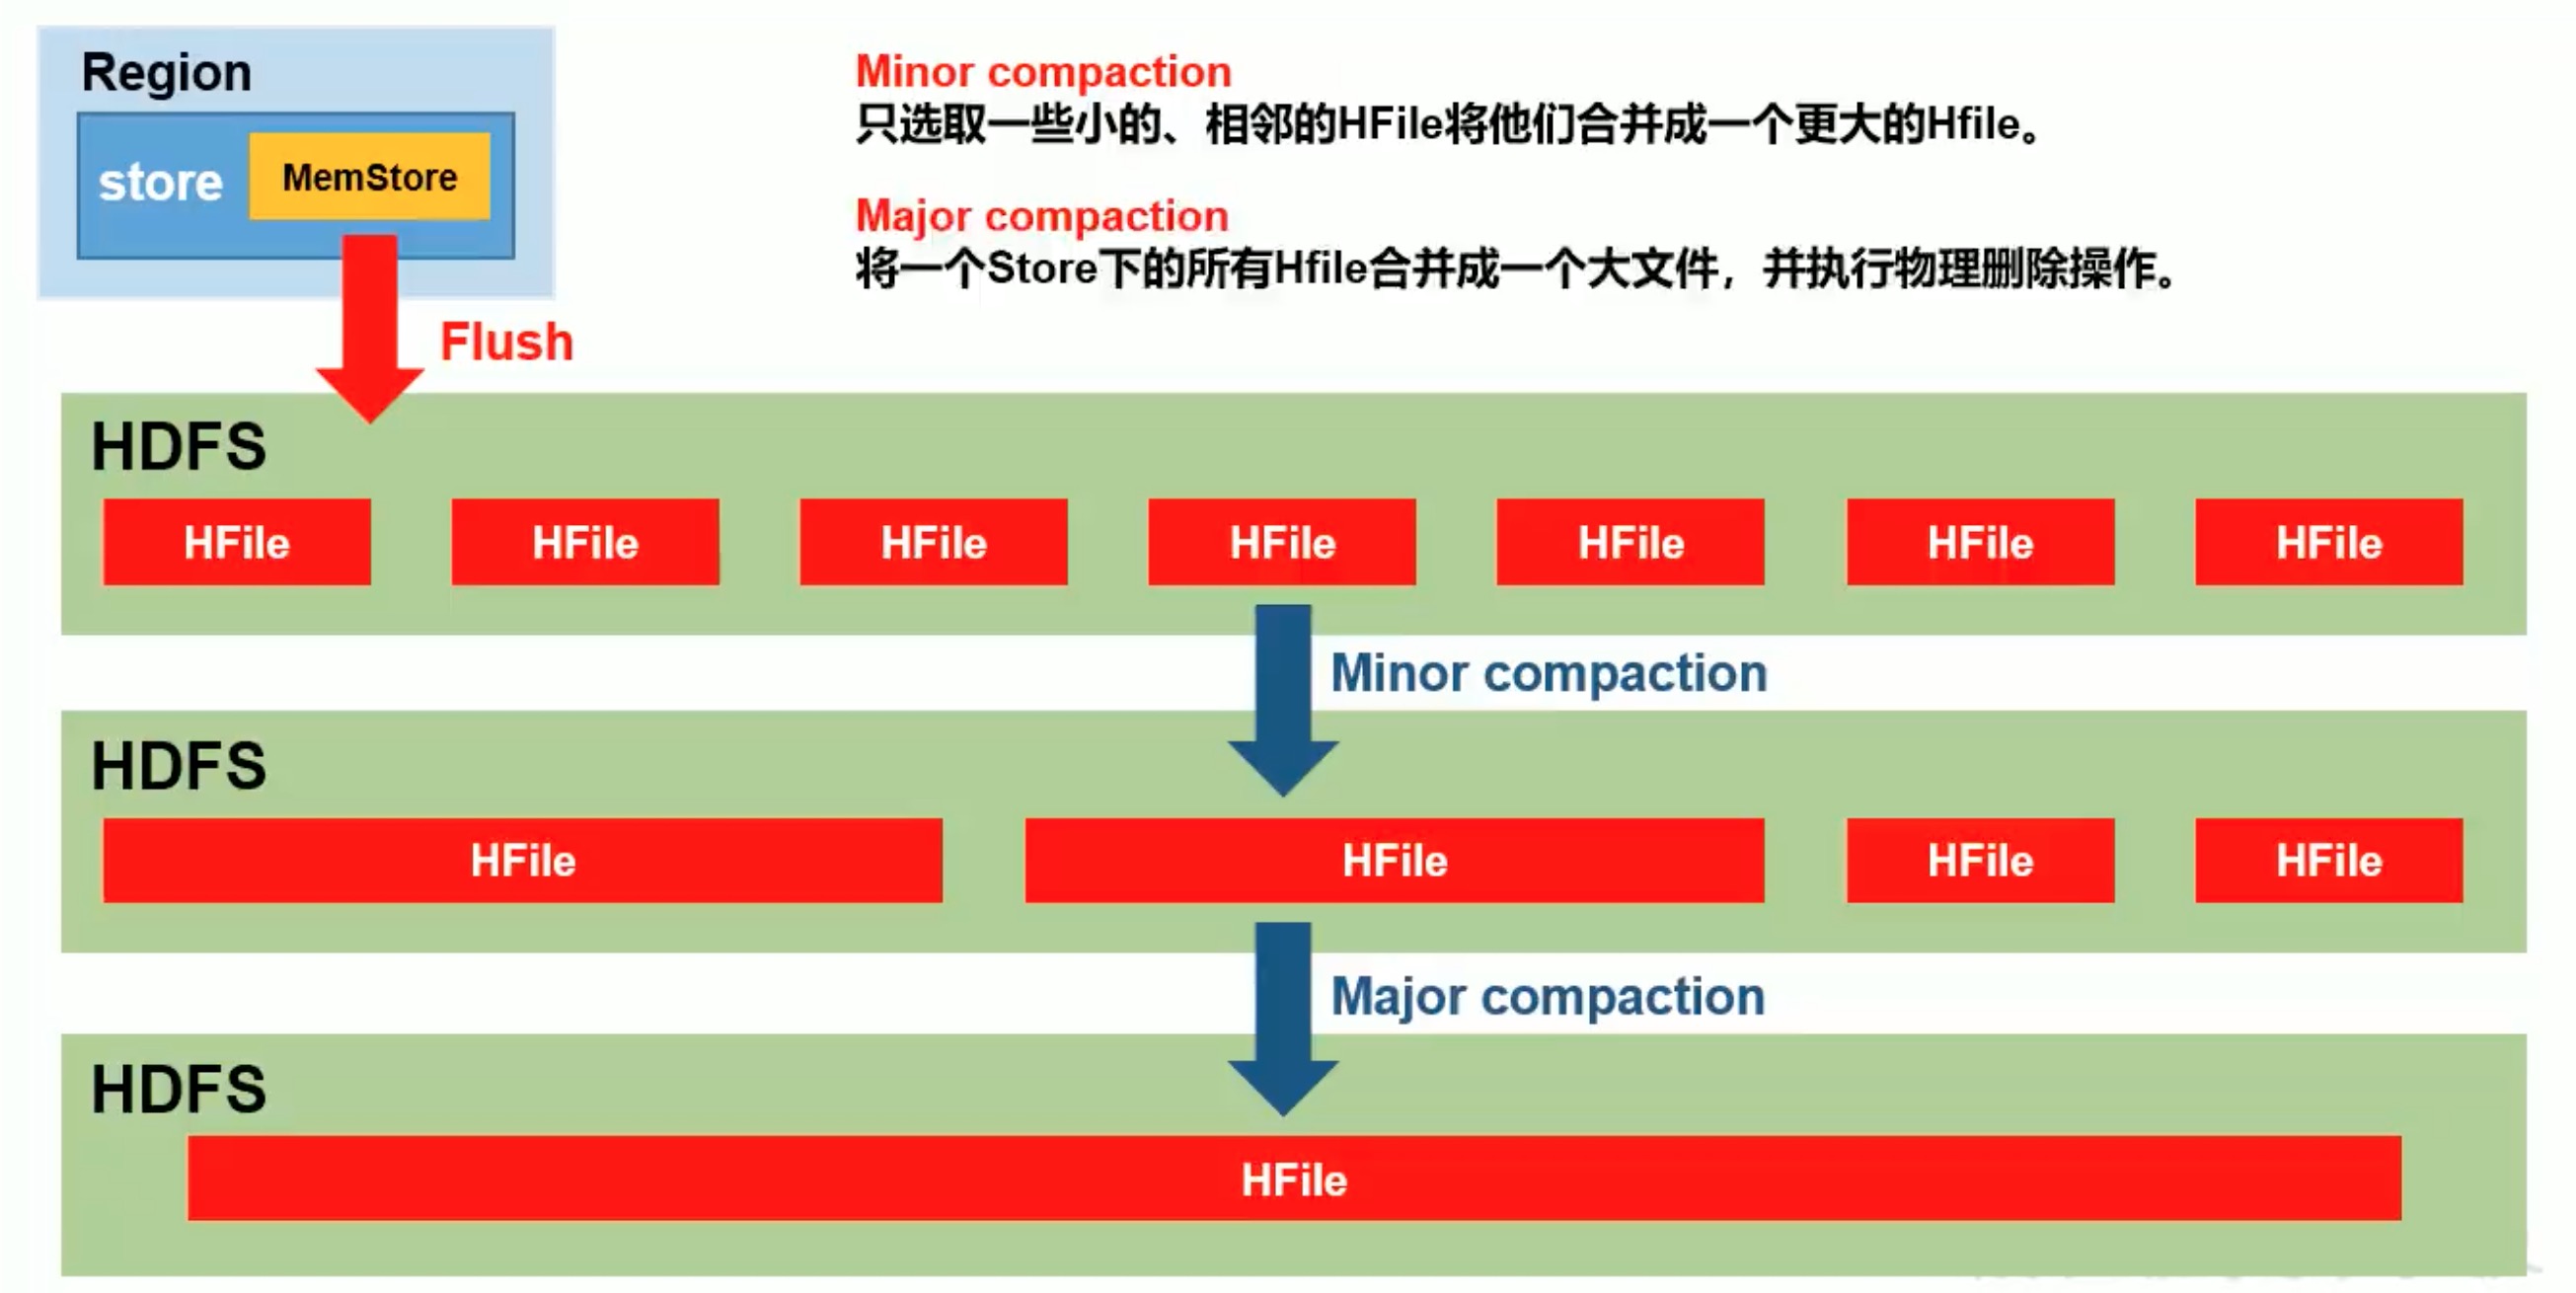 Region
store
MemStore
Minor compaction
只选取一些小的、相邻的HFile将他们合并成一个更大的Hfile。
Major compaction
将一个Store下的所有Hfile合并成一个大文件，并执行物理删除操作。
Flush
HDFS
HFile HFile HFile HFile HFile HFile HFile
Minor compaction
HDFS
HFile HFile HFile HFile
Major compaction
HDFS
HFile